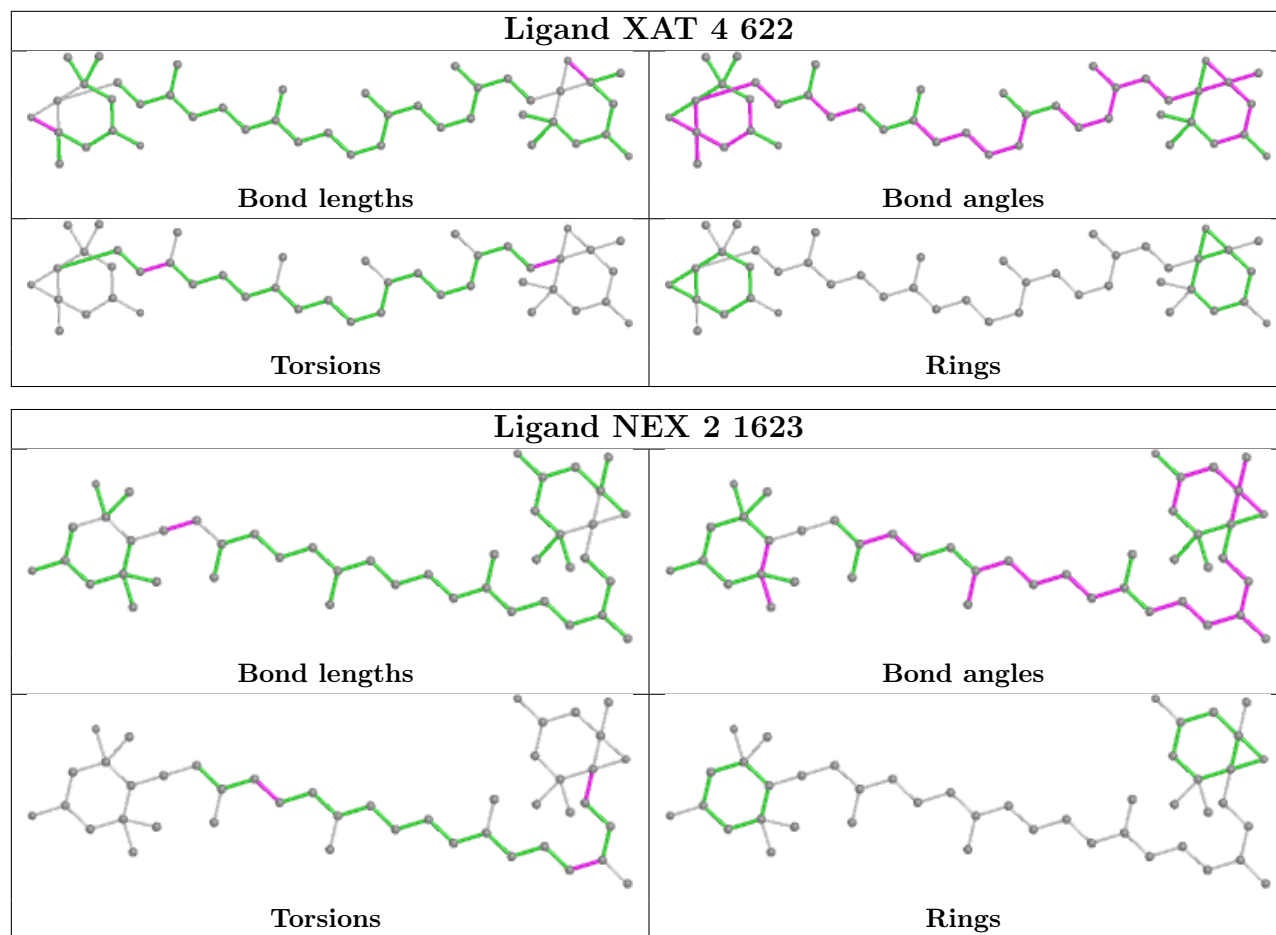 Ligand XAT 4 622
Bond lengths
Bond angles
Torsions
Rings
Ligand NEX 2 1623
Bond lengths
Bond angles
Torsions
Rings